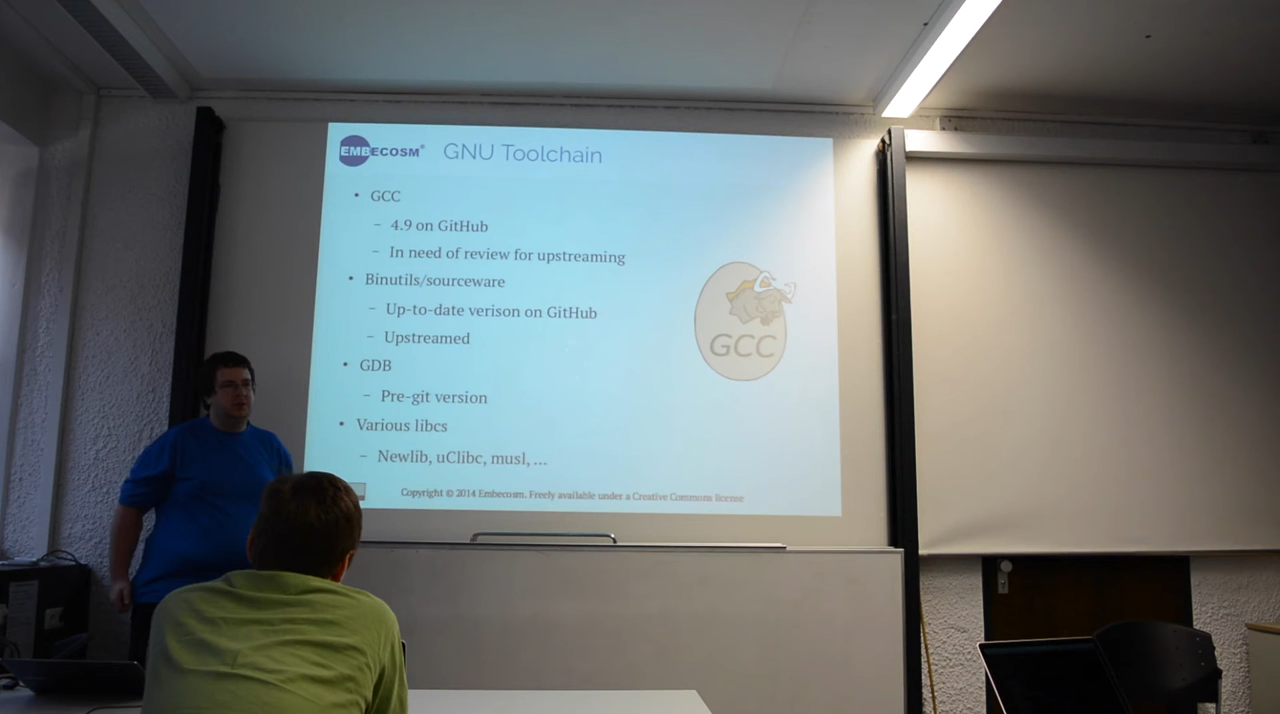 EMBECOSM® GNU Toolchain
• GCC
– 4.9 on GitHub
– In need of review for upstreaming
• Binutils/sourceware
– Up-to-date verison on GitHub
– Upstreamed
• GDB
– Pre-git version
• Various libcs
– Newlib, uClibc, musl, ...
GCC
Copyright © 2014 Embecosm. Freely available under a Creative Commons license